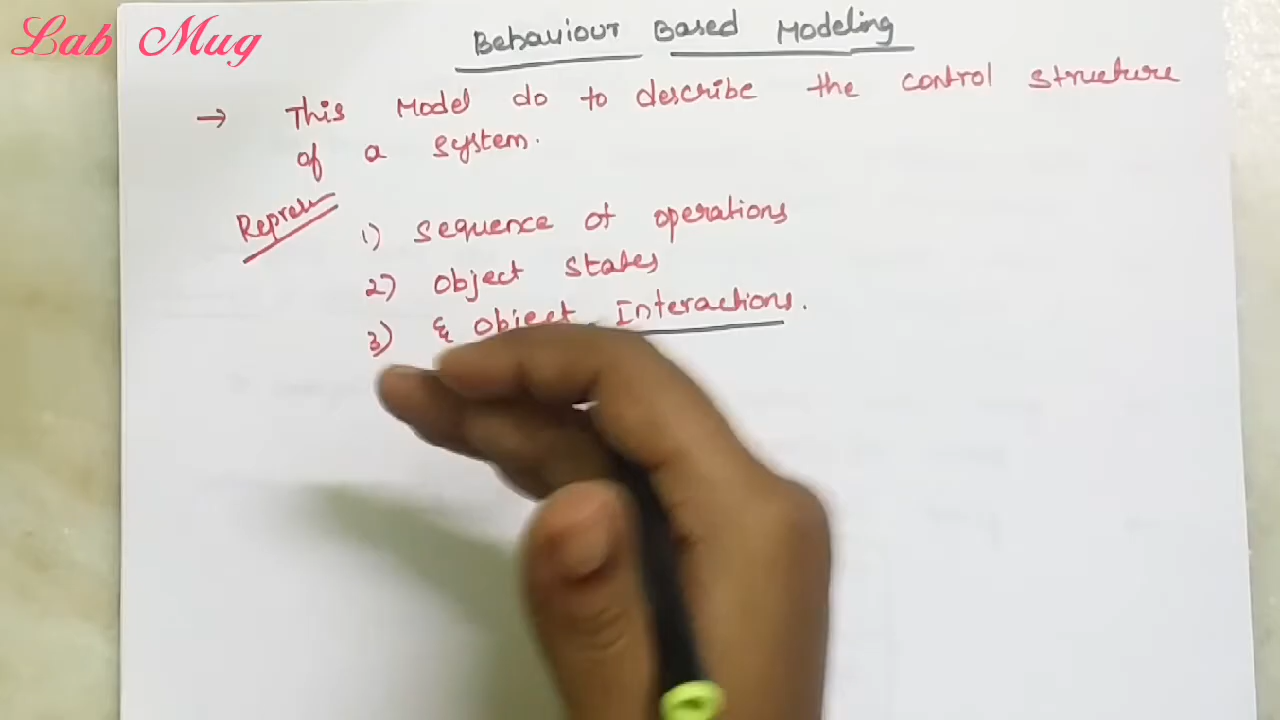 Lab Mug
Behaviour Based Modeling
→ This Model do to describe the control structure
of a system.
Represen
1) sequence of operations
2) object states
3) & object Interactions.